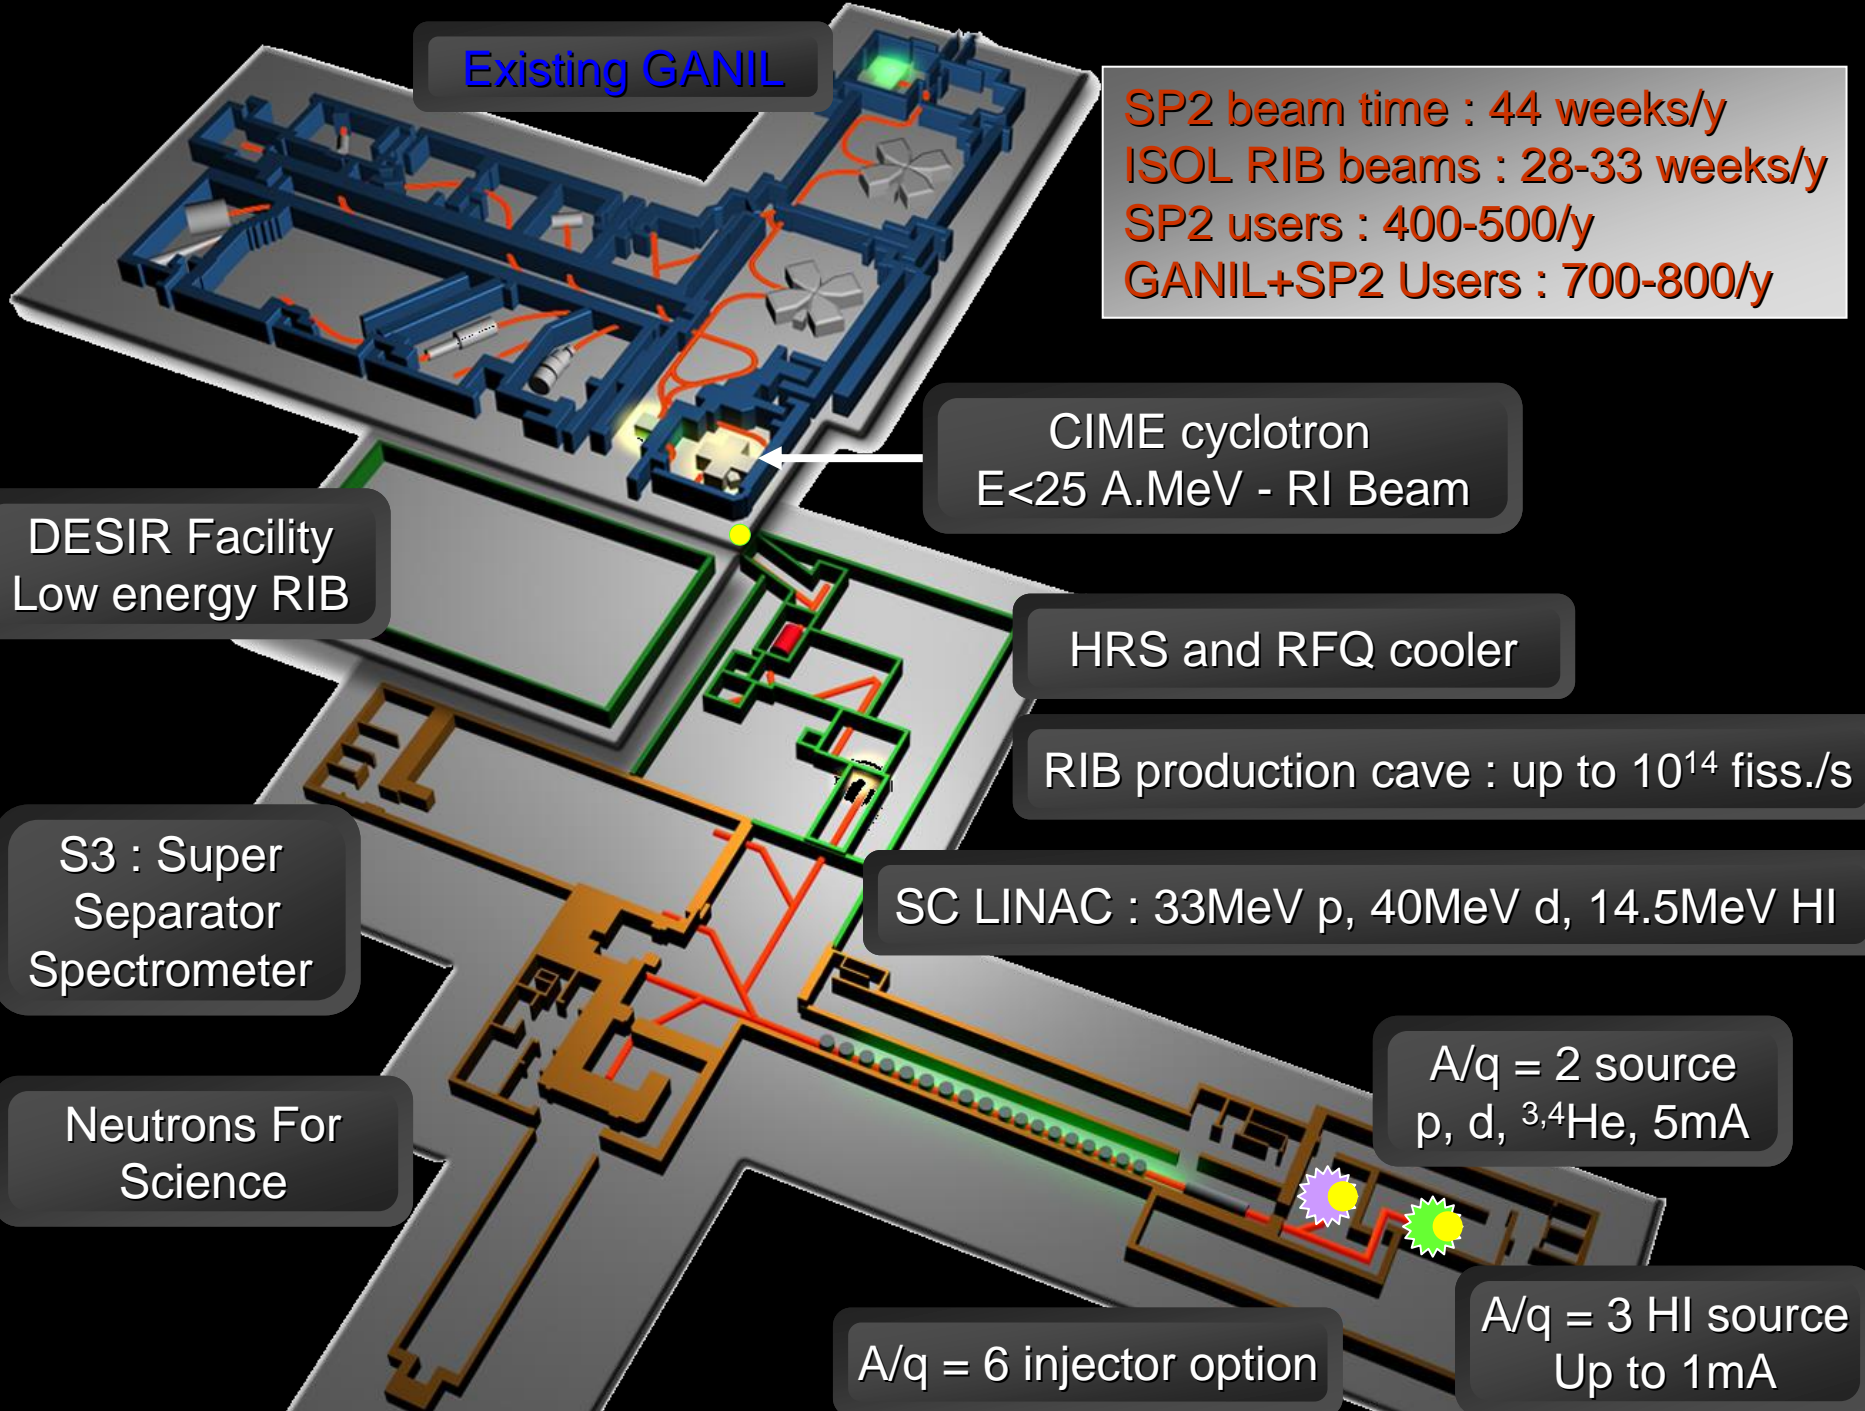 Existing GANIL
SP2 beam time : 44 weeks/y
ISOL RIB beams : 28-33 weeks/y
SP2 users : 400-500/y
GANIL+SP2 Users : 700-800/y
CIME cyclotron
E<25 A.MeV - RI Beam
DESIR Facility
Low energy RIB
HRS and RFQ cooler
RIB production cave : up to 10¹⁴ fiss./s
S3 : Super
Separator
Spectrometer
SC LINAC : 33MeV p, 40MeV d, 14.5MeV HI
A/q = 2 source
p, d, ³,⁴He, 5mA
Neutrons For
Science
A/q = 3 HI source
Up to 1mA
A/q = 6 injector option